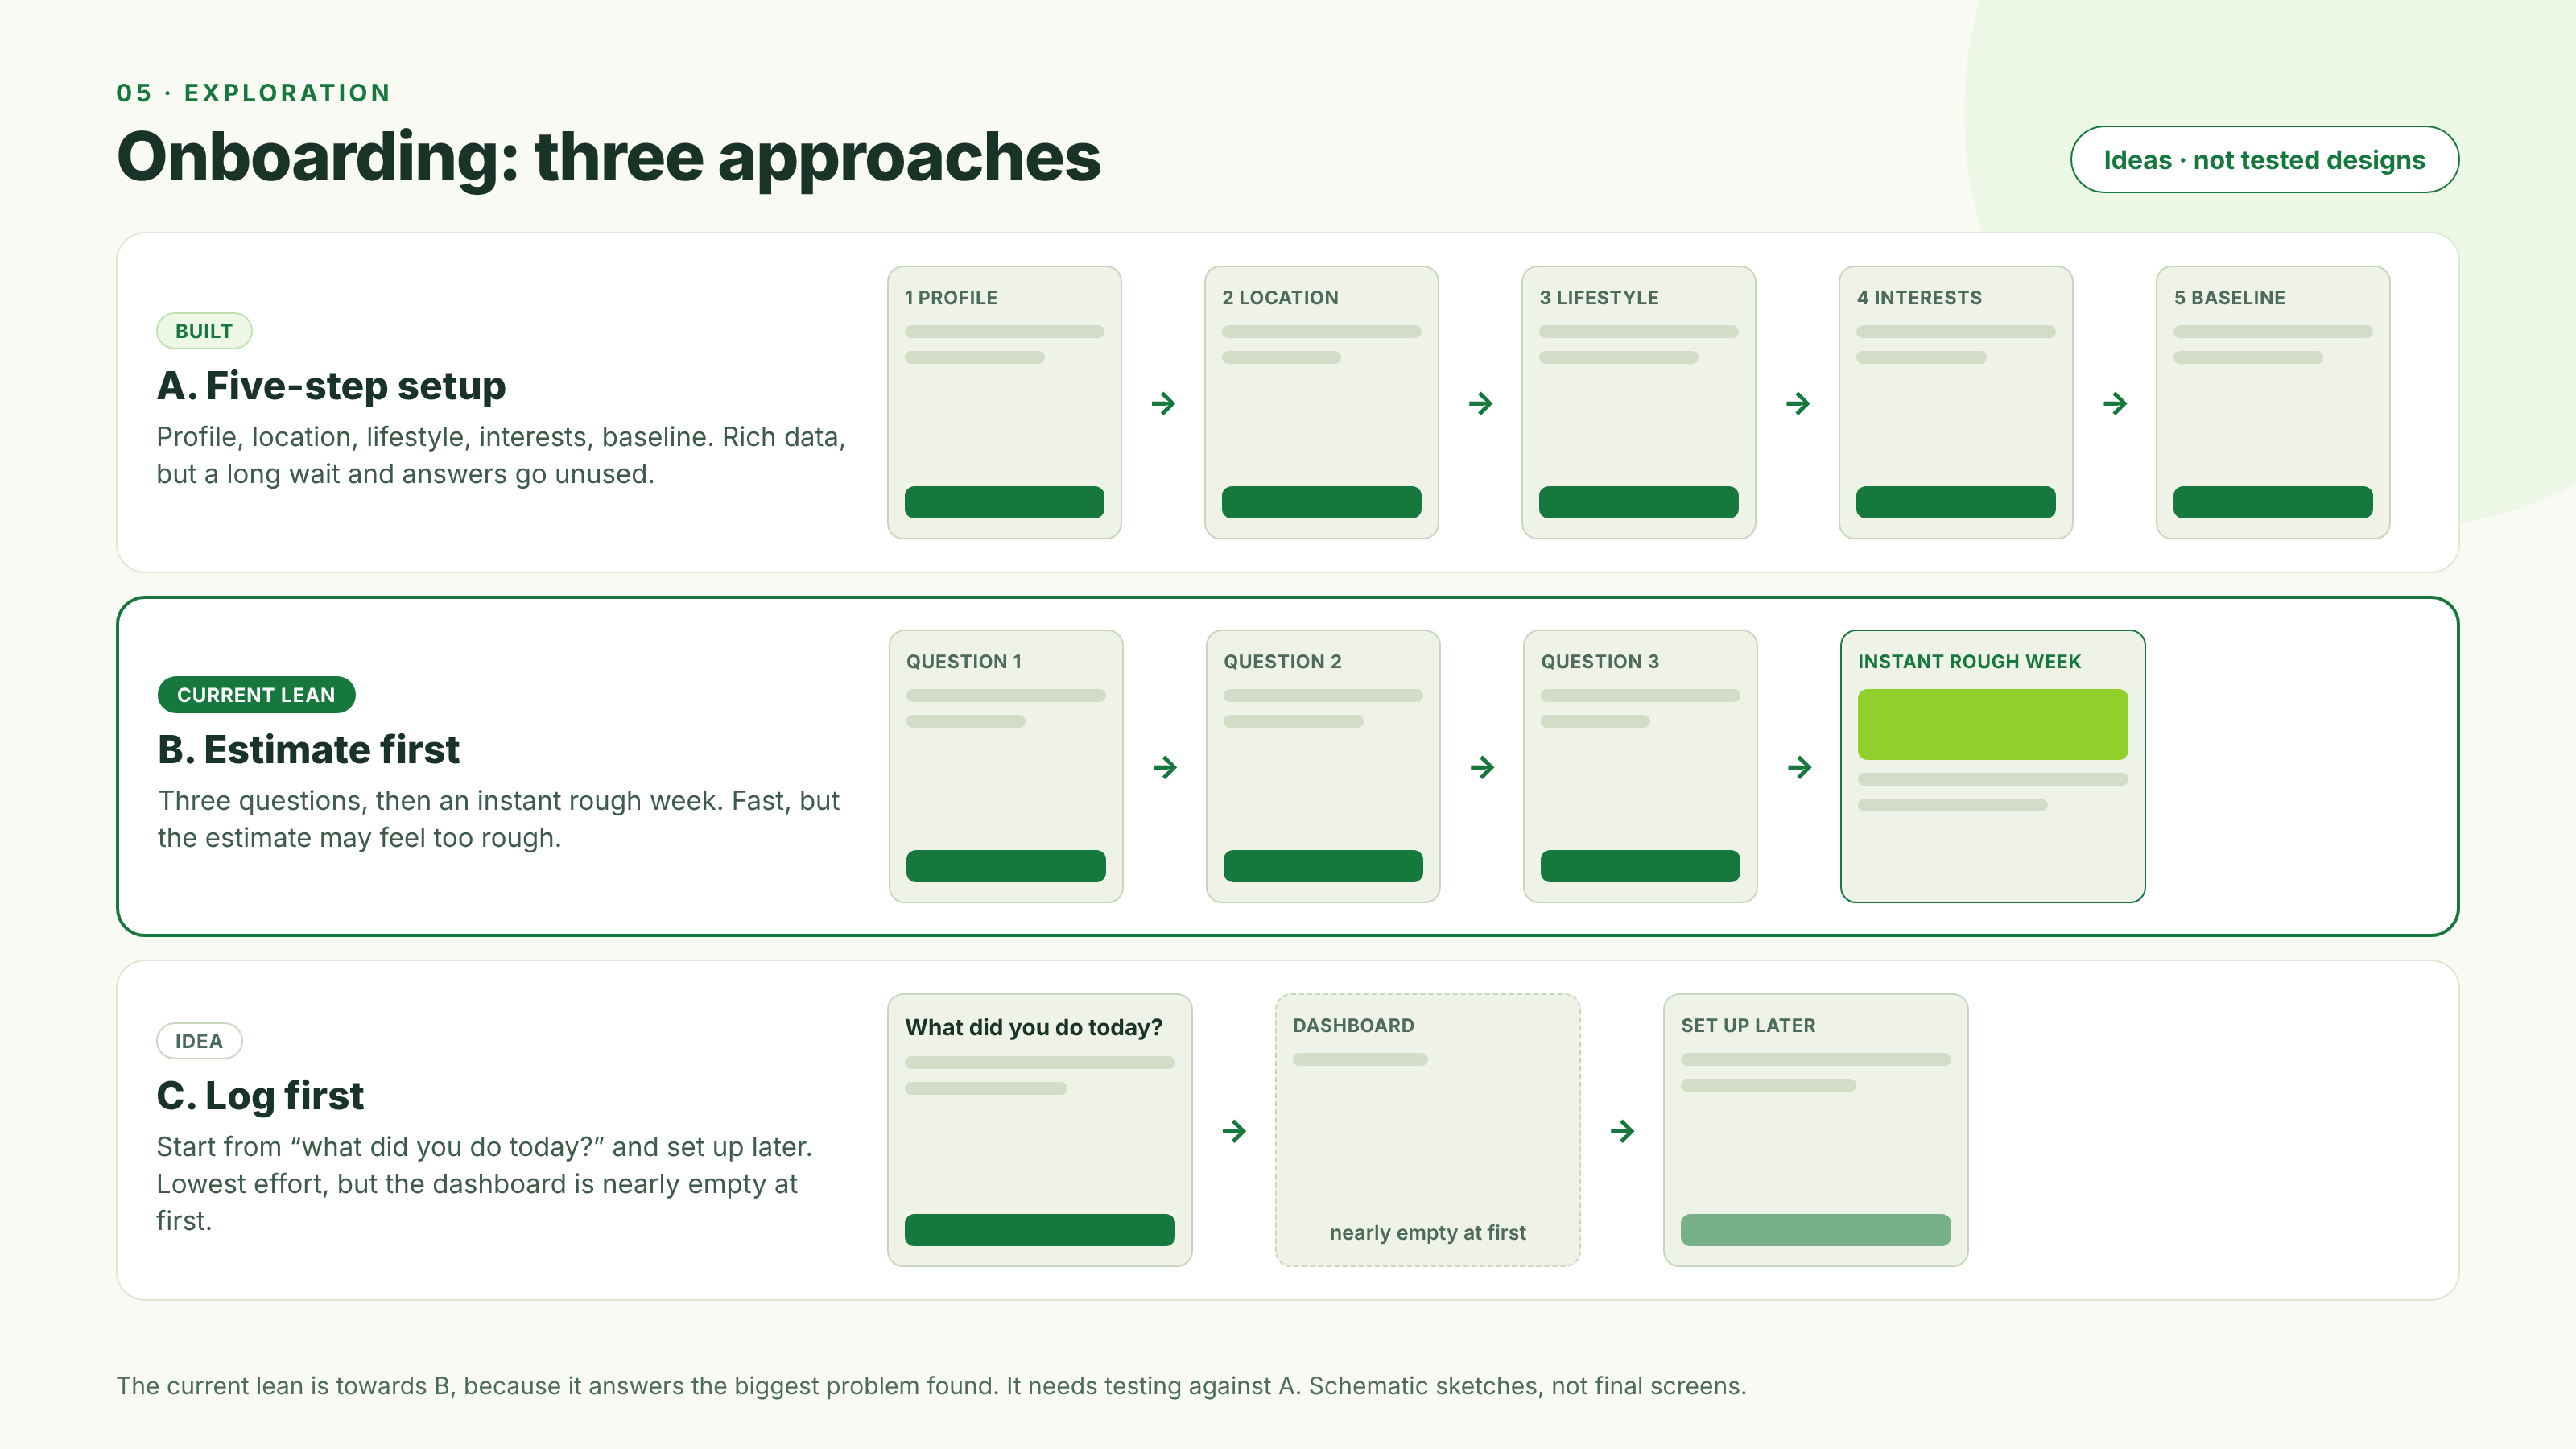 05 · EXPLORATION
Onboarding: three approaches
Ideas · not tested designs
BUILT
A. Five-step setup
Profile, location, lifestyle, interests, baseline. Rich data,
but a long wait and answers go unused.
1 PROFILE
→
2 LOCATION
→
3 LIFESTYLE
→
4 INTERESTS
→
5 BASELINE
CURRENT LEAN
B. Estimate first
Three questions, then an instant rough week. Fast, but
the estimate may feel too rough.
QUESTION 1
→
QUESTION 2
→
QUESTION 3
→
INSTANT ROUGH WEEK
IDEA
C. Log first
Start from “what did you do today?” and set up later.
Lowest effort, but the dashboard is nearly empty at
first.
What did you do today?
→
DASHBOARD
nearly empty at first
→
SET UP LATER
The current lean is towards B, because it answers the biggest problem found. It needs testing against A. Schematic sketches, not final screens.